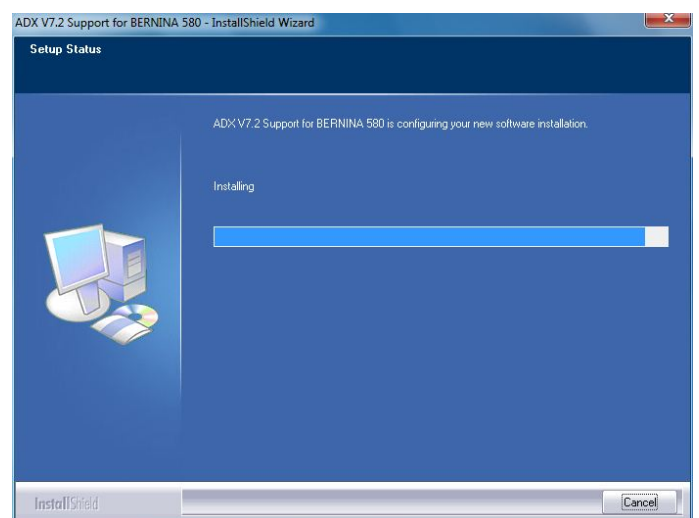 ADX V7.2 Support for BERNINA 580 - InstallShield Wizard
Setup Status
ADX V7.2 Support for BERNINA 580 is configuring your new software installation.
Installing
InstallShield
Cancel